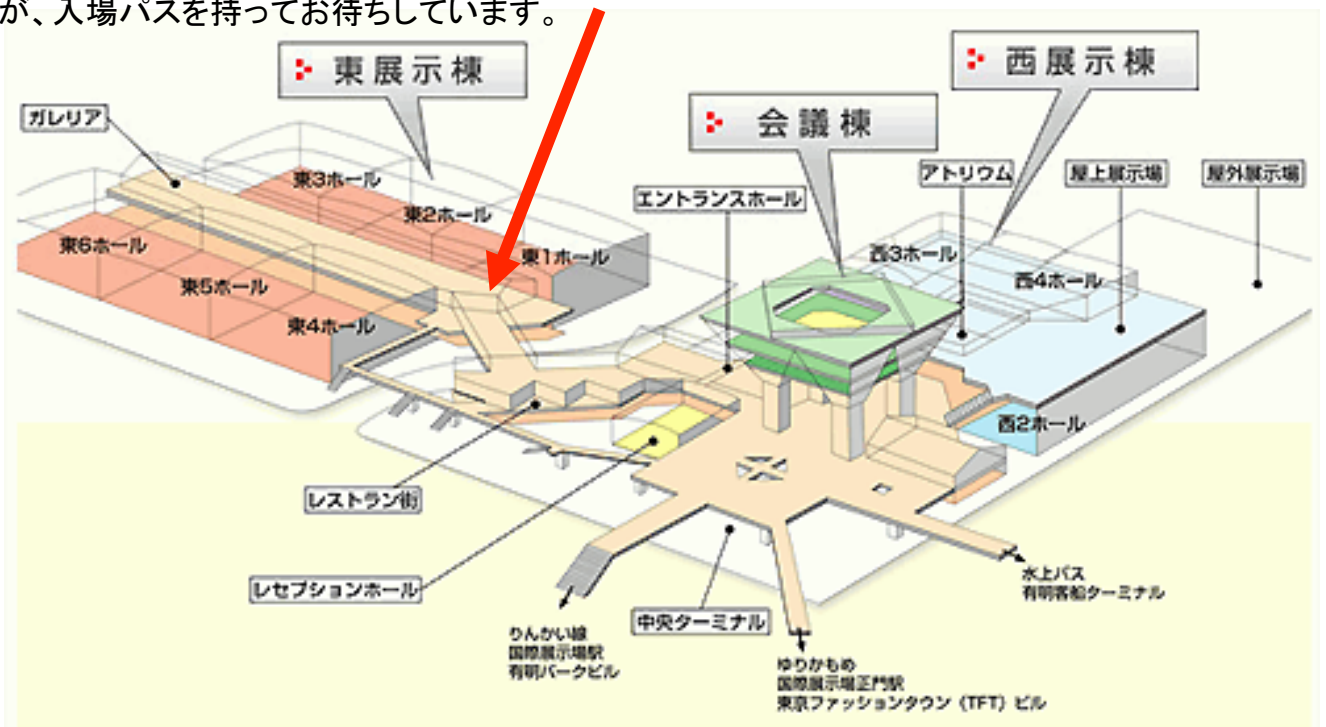 が、入場パスを持ってお待ちしています。
東展示棟
西展示棟
会議棟
ガレリア
アトリウム
屋上展示場
屋外展示場
エントランスホール
東3ホール
東2ホール
東1ホール
東6ホール
東5ホール
東4ホール
西3ホール
西4ホール
西2ホール
レストラン街
レセプションホール
中央ターミナル
水上バス
有明客船ターミナル
りんかい線
国際展示場駅
有明パークビル
ゆりかもめ
国際展示場正門駅
東京ファッションタウン（TFT）ビル